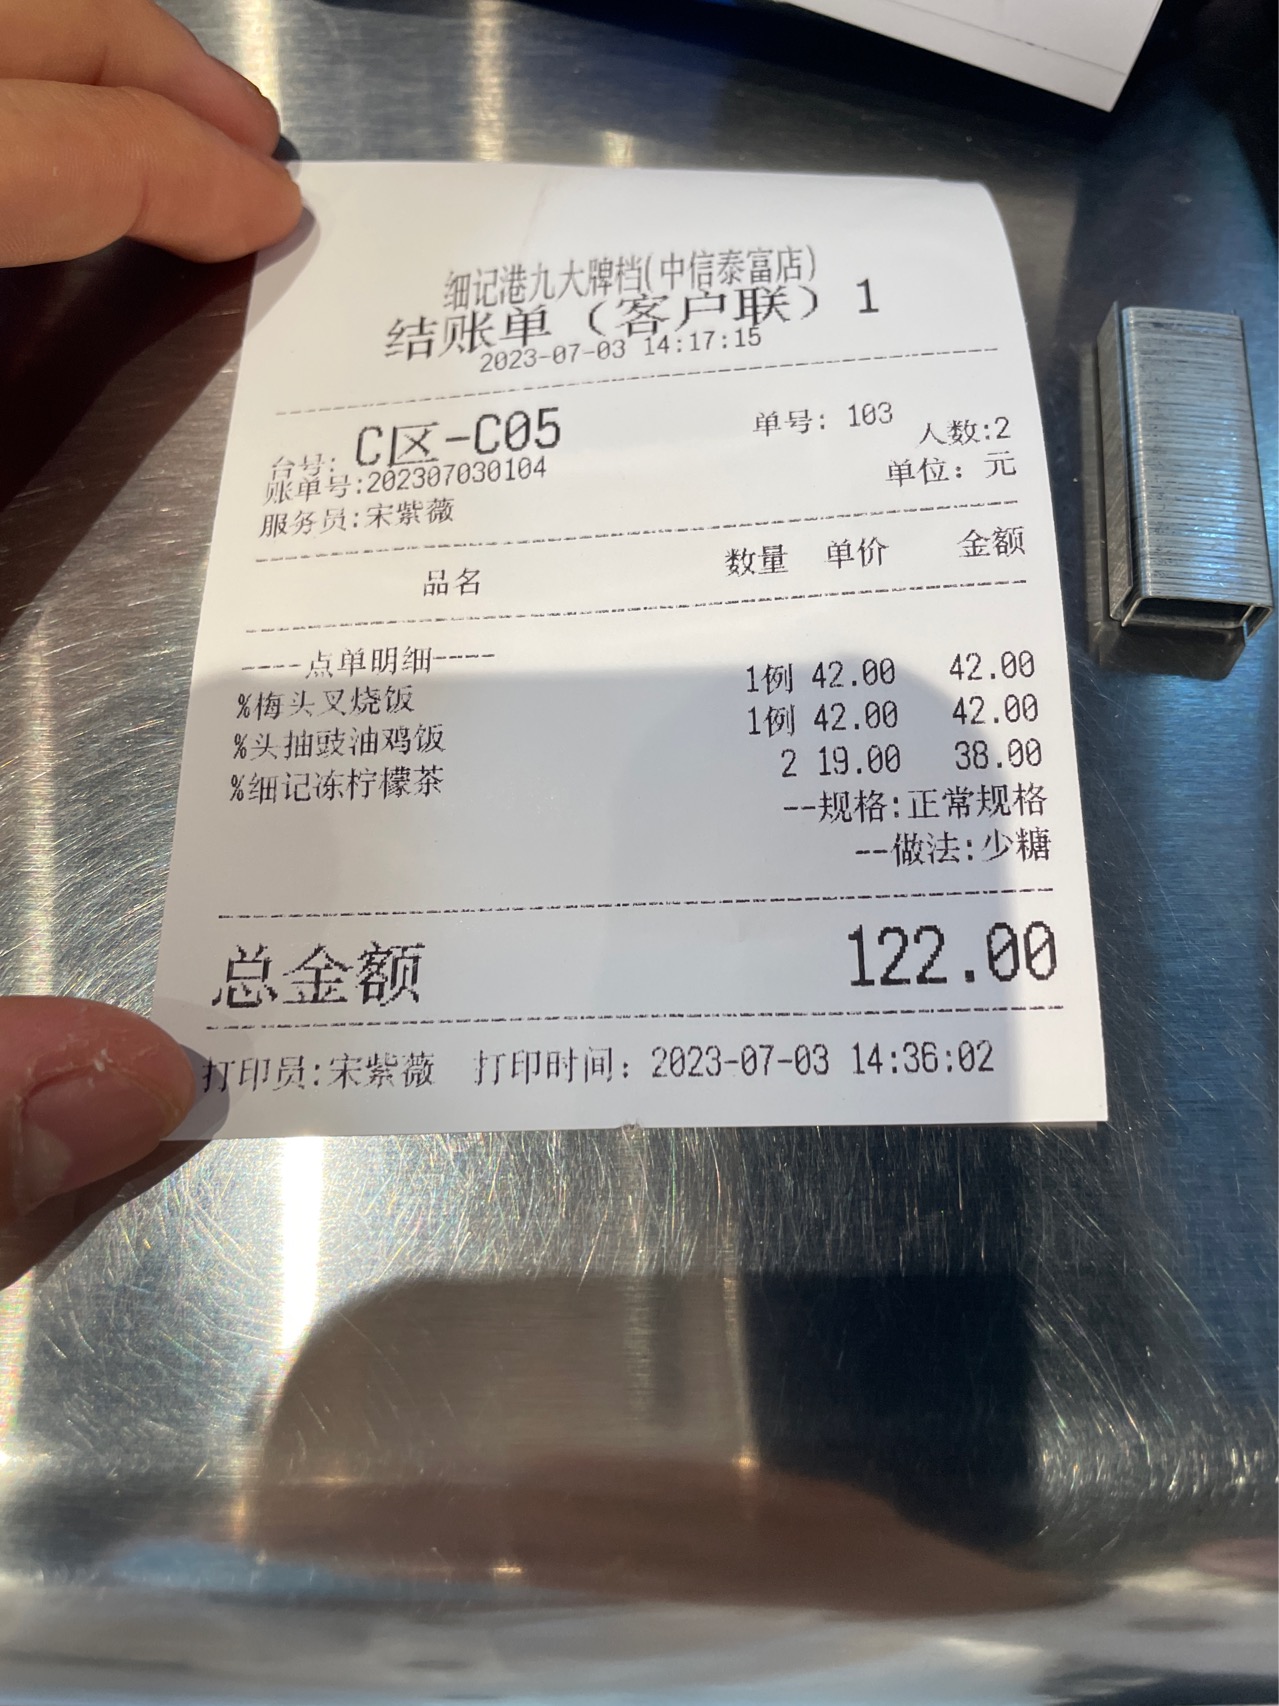 细记港九大牌档(中信泰富店)
结账单（客户联）1
2023-07-03 14:17:15
台号: C区-C05 单号: 103
账单号:202307030104 人数:2
服务员:宋紫薇 单位: 元
品名 数量 单价 金额
----点单明细----
%梅头叉烧饭 1例 42.00 42.00
%头抽豉油鸡饭 1例 42.00 42.00
%细记冻柠檬茶 2 19.00 38.00
--规格:正常规格
--做法:少糖
总金额 122.00
打印员:宋紫薇 打印时间: 2023-07-03 14:36:02